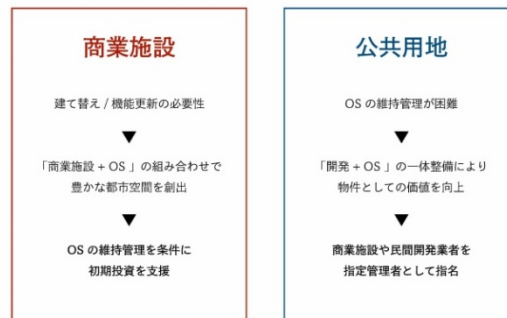 商業施設
建て替え / 機能更新の必要性
▼
「商業施設 + OS 」の組み合わせで
豊かな都市空間を創出
▼
OS の維持管理を条件に
初期投資を支援
公共用地
OS の維持管理が困難
▼
「開発 + OS 」の一体整備により
物件としての価値を向上
▼
商業施設や民間開発業者を
指定管理者として指名